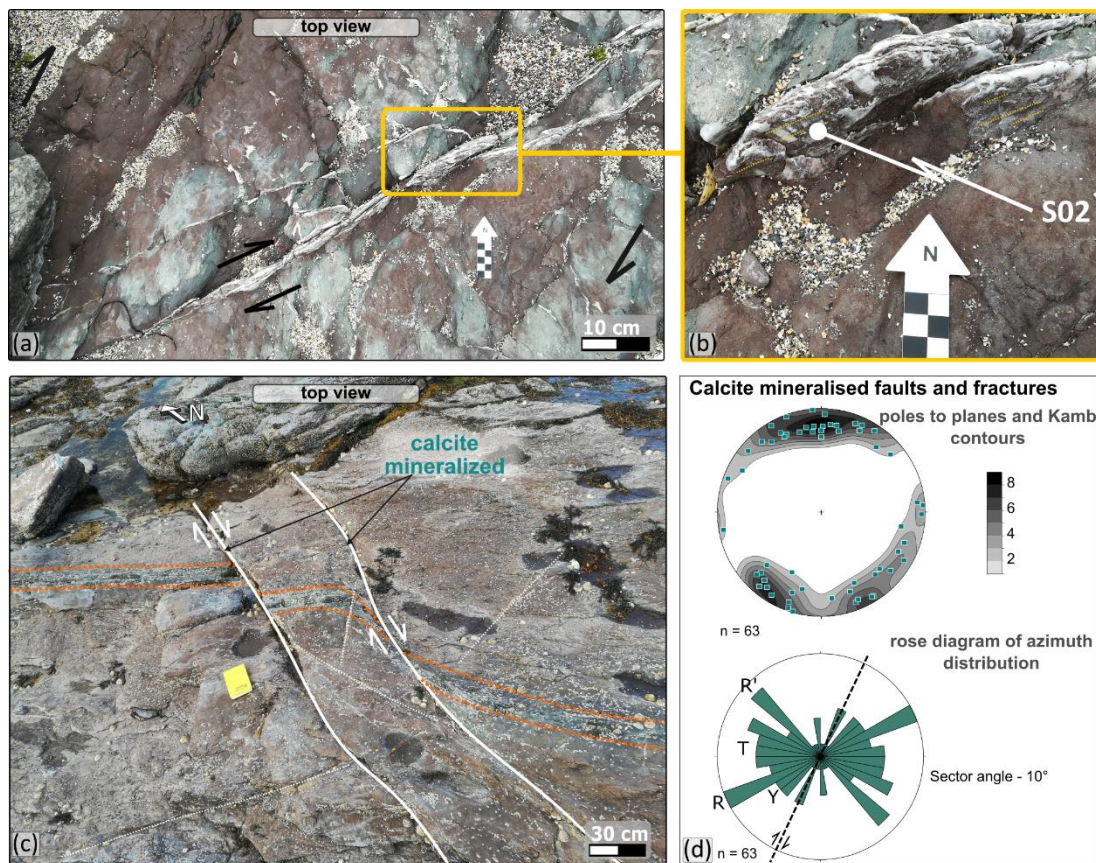 top view
N
10 cm
(a)
S02
N
(b)
top view
N
calcite
mineralized
30 cm
(c)
Calcite mineralised faults and fractures
poles to planes and Kamb
contours
8
6
4
2
n = 63
rose diagram of azimuth
distribution
R'
T
R
Y
Sector angle - 10°
n = 63
(d)